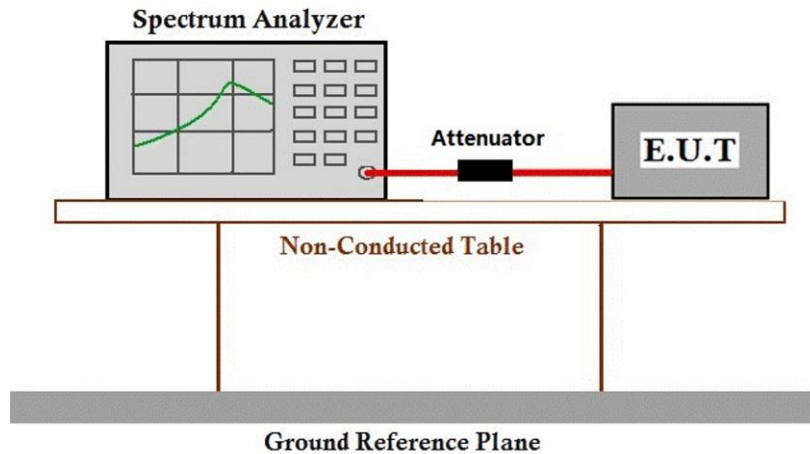 Spectrum Analyzer
Attenuator
E.U.T
Non-Conducted Table
Ground Reference Plane